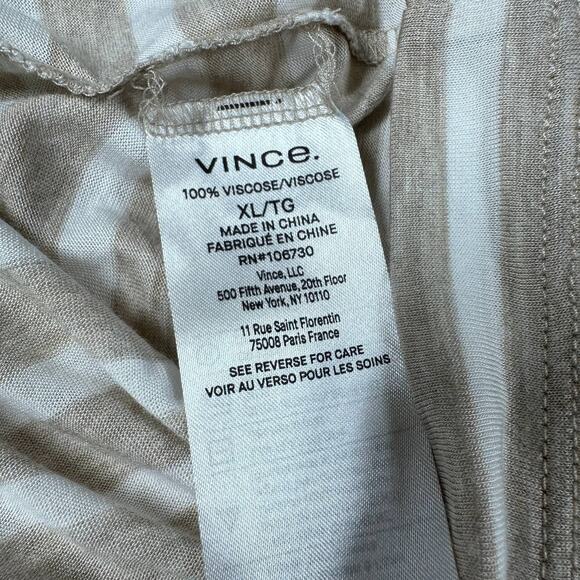 VINCe.
100% VISCOSE/VISCOSE
XL/TG
MADE IN CHINA
FABRIQUÉ EN CHINE
RN#106730
Vince, LLC
500 Fifth Avenue, 20th Floor
New York, NY 10110
11 Rue Saint Florentin
75008 Paris France
SEE REVERSE FOR CARE
VOIR AU VERSO POUR LES SOINS